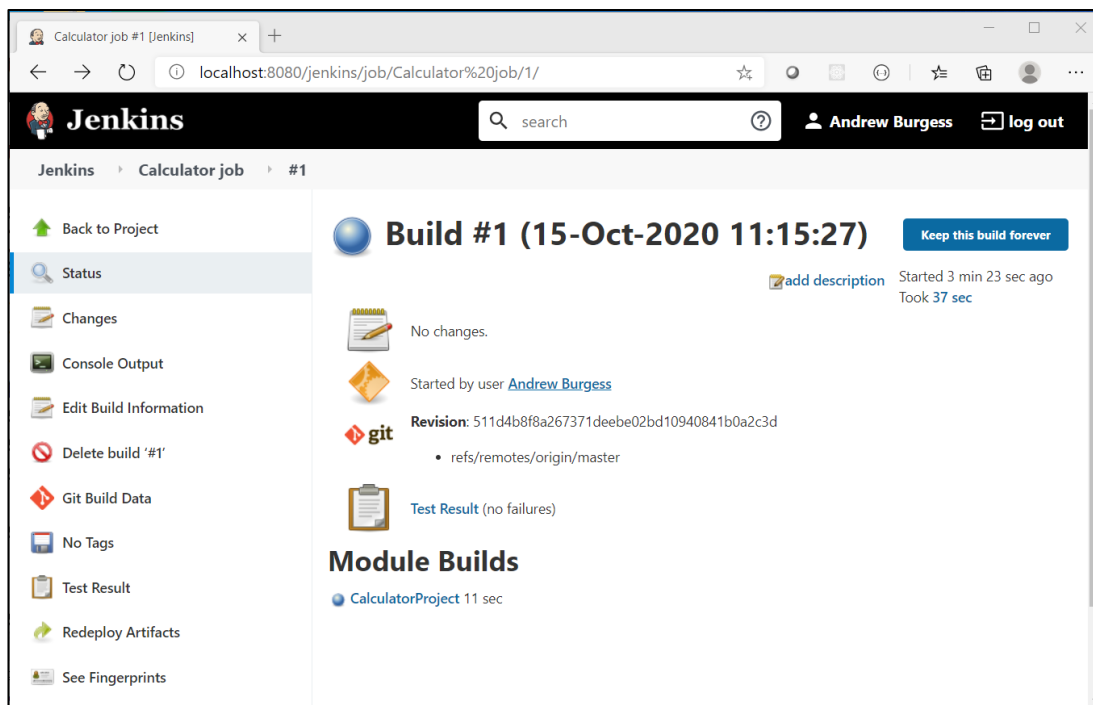 Calculator job #1 [Jenkins]
localhost:8080/jenkins/job/Calculator%20job/1/
Jenkins
search
Andrew Burgess
log out
Jenkins
Calculator job
#1
Back to Project
Status
Changes
Console Output
Edit Build Information
Delete build ‘#1’
Git Build Data
No Tags
Test Result
Redeploy Artifacts
See Fingerprints
Build #1 (15-Oct-2020 11:15:27)
Keep this build forever
add description
Started 3 min 23 sec ago
Took 37 sec
No changes.
Started by user Andrew Burgess
git
Revision: 511d4b8f8a267371deebe02bd10940841b0a2c3d
refs/remotes/origin/master
Test Result (no failures)
Module Builds
CalculatorProject 11 sec